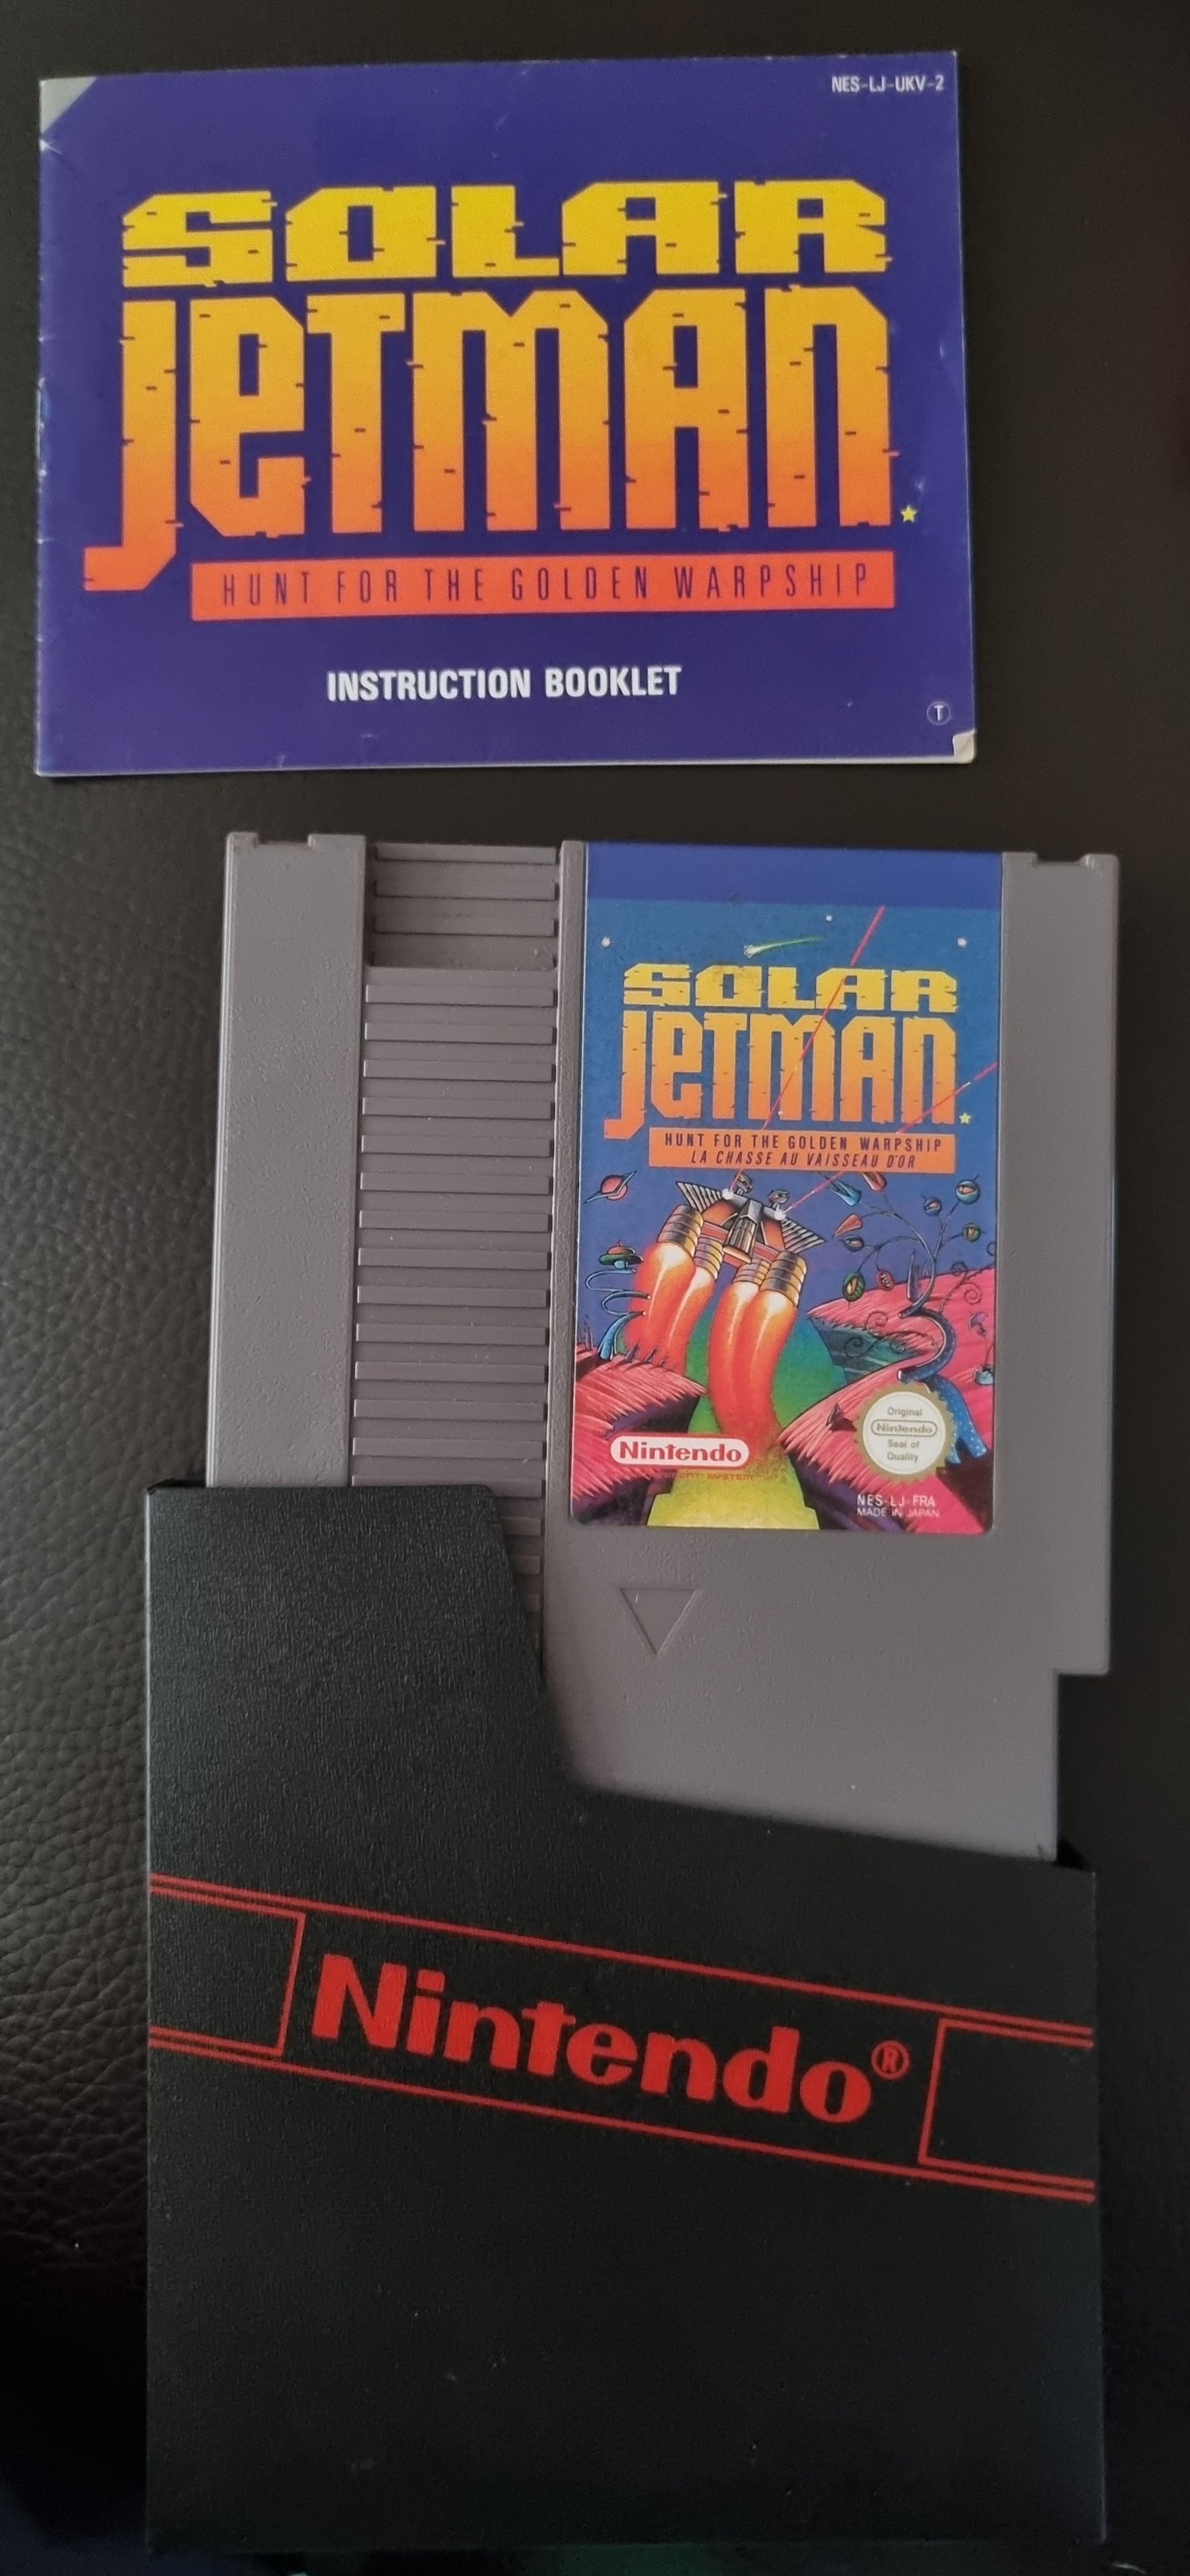 NES-LJ-UKV-2
SOLAR
JETMAN
HUNT FOR THE GOLDEN WARPSHIP
INSTRUCTION BOOKLET
T
SOLAR
JETMAN
HUNT FOR THE GOLDEN WARPSHIP
LA CHASSE AU VAISSEAU D'OR
Original
Nintendo
Seal of
Quality
Nintendo
NES-LJ-FRA
MADE IN JAPAN
Nintendo®